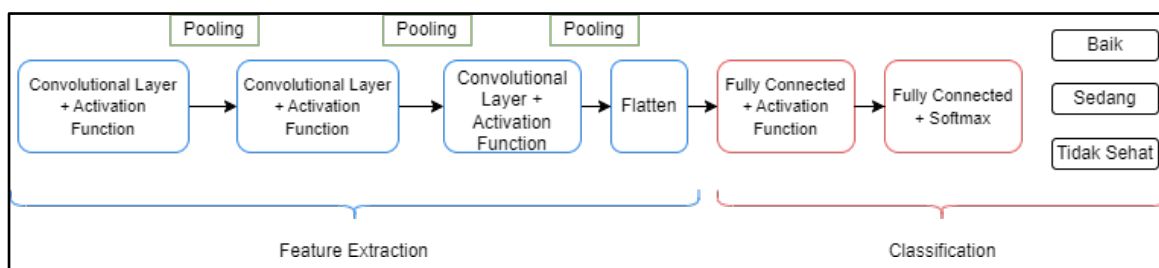 Pooling
Pooling
Pooling
Convolutional Layer
+ Activation
Function
Convolutional Layer
+ Activation
Function
Convolutional
Layer +
Activation
Function
Flatten
Fully Connected
+ Activation
Function
Fully Connected
+ Softmax
Baik
Sedang
Tidak Sehat
Feature Extraction
Classification